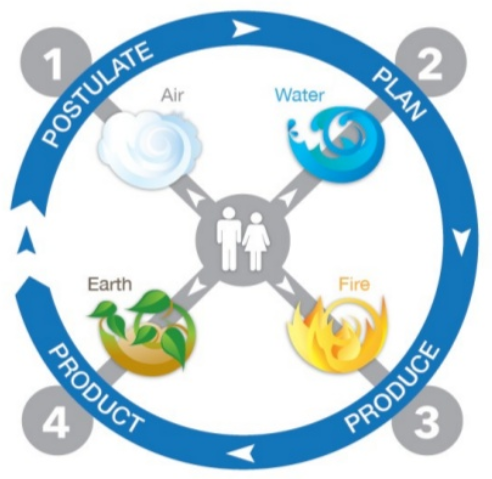 1
POSTULATE
2
PLAN
Air
Water
Earth
Fire
4
PRODUCT
3
PRODUCE